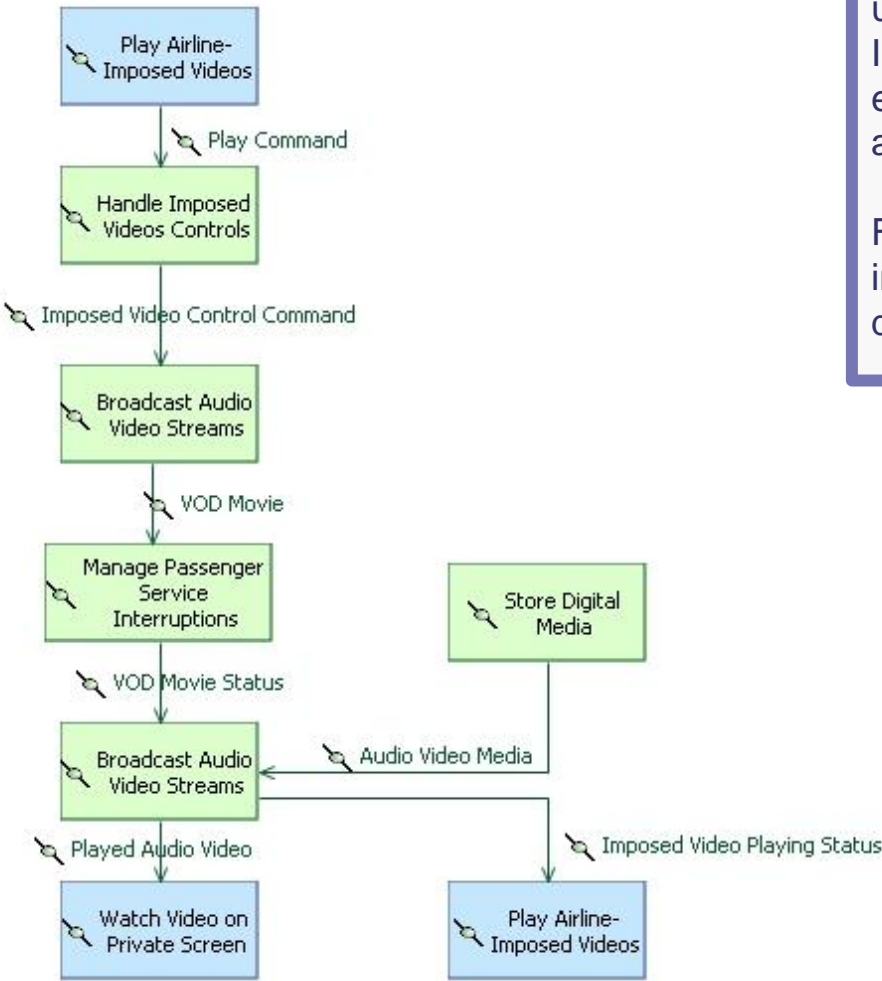 Play Airline-
Imposed Videos
Play Command
Handle Imposed
Videos Controls
Imposed Video Control Command
Broadcast Audio
Video Streams
VOD Movie
Manage Passenger
Service
Interruptions
Store Digital
Media
VOD Movie Status
Audio Video Media
Broadcast Audio
Video Streams
Played Audio Video
Imposed Video Playing Status
Watch Video on
Private Screen
Play Airline-
Imposed Videos